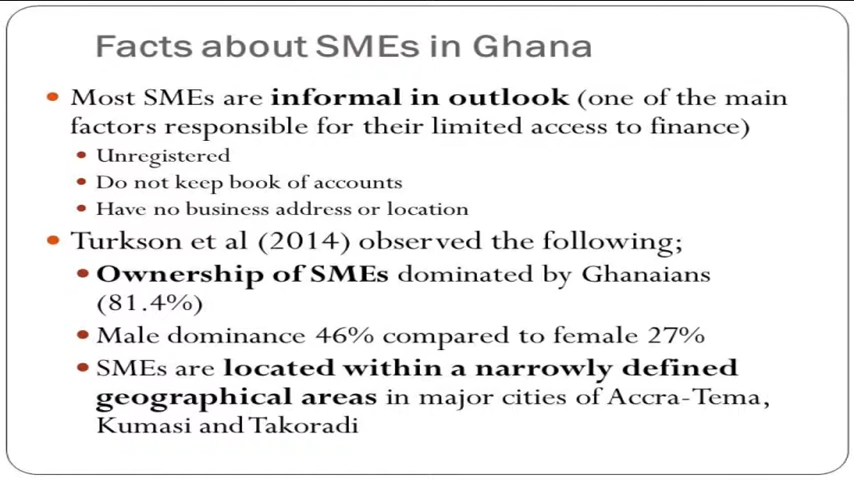 Facts about SMEs in Ghana
Most SMEs are informal in outlook (one of the main
factors responsible for their limited access to finance)
Unregistered
Do not keep book of accounts
Have no business address or location
Turkson et al (2014) observed the following;
Ownership of SMEs dominated by Ghanaians
(81.4%)
Male dominance 46% compared to female 27%
SMEs are located within a narrowly defined
geographical areas in major cities of Accra-Tema,
Kumasi and Takoradi